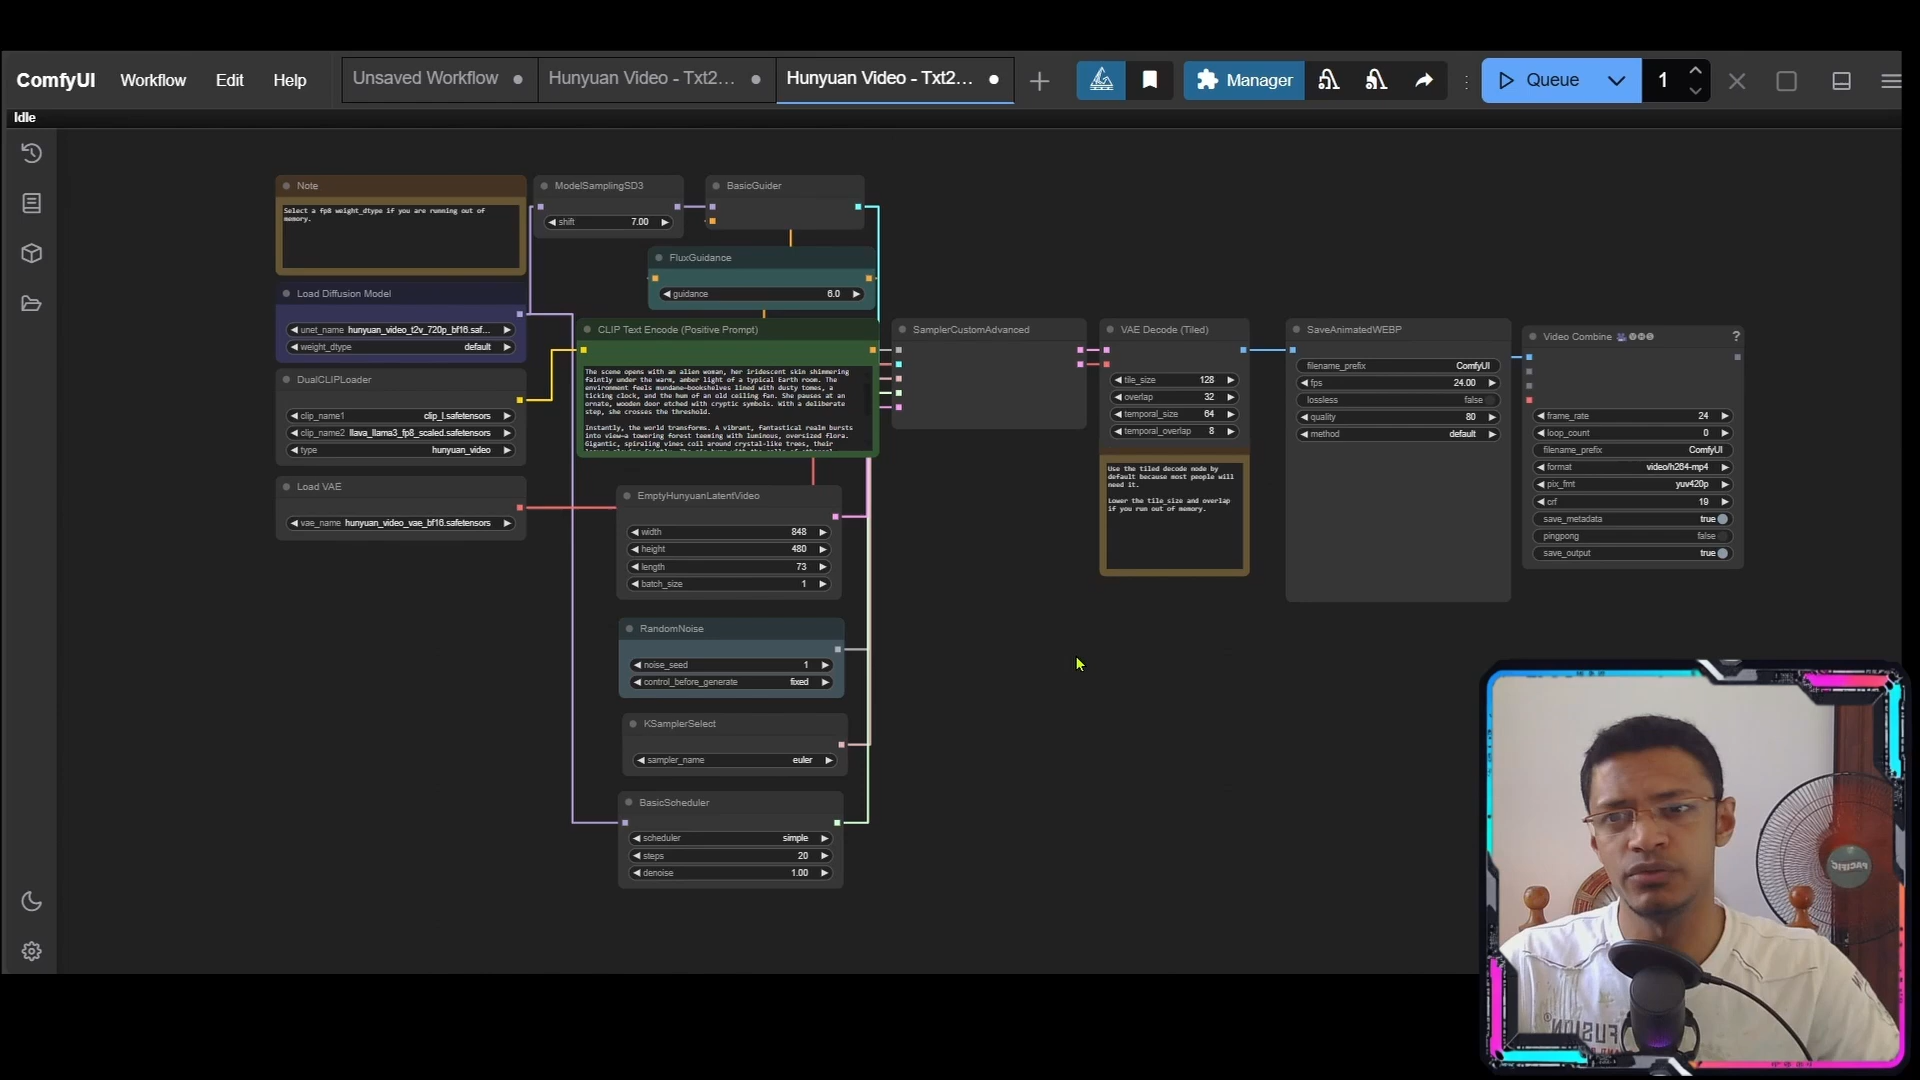 ComfyUI
Workflow
Edit
Help
Unsaved Workflow
Hunyuan Video - Txt2...
Hunyuan Video - Txt2...
Manager
Queue
1
Idle
Note
Select a fp8 weight_dtype if you are running out of
memory.
ModelSamplingSD3
shift 7.00
BasicGuider
FluxGuidance
guidance 6.0
Load Diffusion Model
unet_name hunyuan_video_t2v_720p_bf16.saf...
weight_dtype default
DualCLIPLoader
clip_name1 clip_l.safetensors
clip_name2 llava_llama3_fp8_scaled.safetensors
type hunyuan_video
Load VAE
vae_name hunyuan_video_vae_bf16.safetensors
CLIP Text Encode (Positive Prompt)
The scene opens with an alien woman, her iridescent skin shimmering
faintly under the warm, amber light of a typical Earth room. The
environment feels mundane—bookshelves lined with dusty tomes, a
ticking clock, and the hum of an old ceiling fan. She pauses at an
ornate, wooden door etched with cryptic symbols. With a deliberate
step, she crosses the threshold.
Instantly, the world transforms. A vibrant, fantastical realm bursts
into view—a towering forest teeming with luminous, oversized flora.
Gigantic, spiraling vines coil around crystal-like trees, their
EmptyHunyuanLatentVideo
width 848
height 480
length 73
batch_size 1
RandomNoise
noise_seed 1
control_before_generate fixed
KSamplerSelect
sampler_name euler
BasicScheduler
scheduler simple
steps 20
denoise 1.00
SamplerCustomAdvanced
VAE Decode (Tiled)
tile_size 128
overlap 32
temporal_size 64
temporal_overlap 8
Use the tiled decode node by
default because most people will
need it.
Lower the tile_size and overlap
if you run out of memory.
SaveAnimatedWEBP
filename_prefix ComfyUI
fps 24.00
lossless false
quality 80
method default
Video Combine
?
frame_rate 24
loop_count 0
filename_prefix ComfyUI
format video/h264-mp4
pix_fmt yuv420p
crf 19
save_metadata true
pingpong false
save_output true
PACIFIC
FUSION